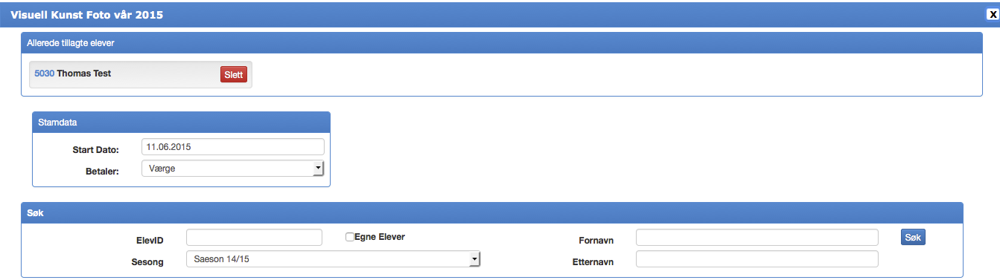 Visuell Kunst Foto vår 2015
X
Allerede tillagte elever
5030 Thomas Test
Slett
Stamdata
Start Dato: 11.06.2015
Betaler: Værge
Søk
ElevID
Egne Elever
Fornavn
Søk
Sesong Saeson 14/15
Etternavn